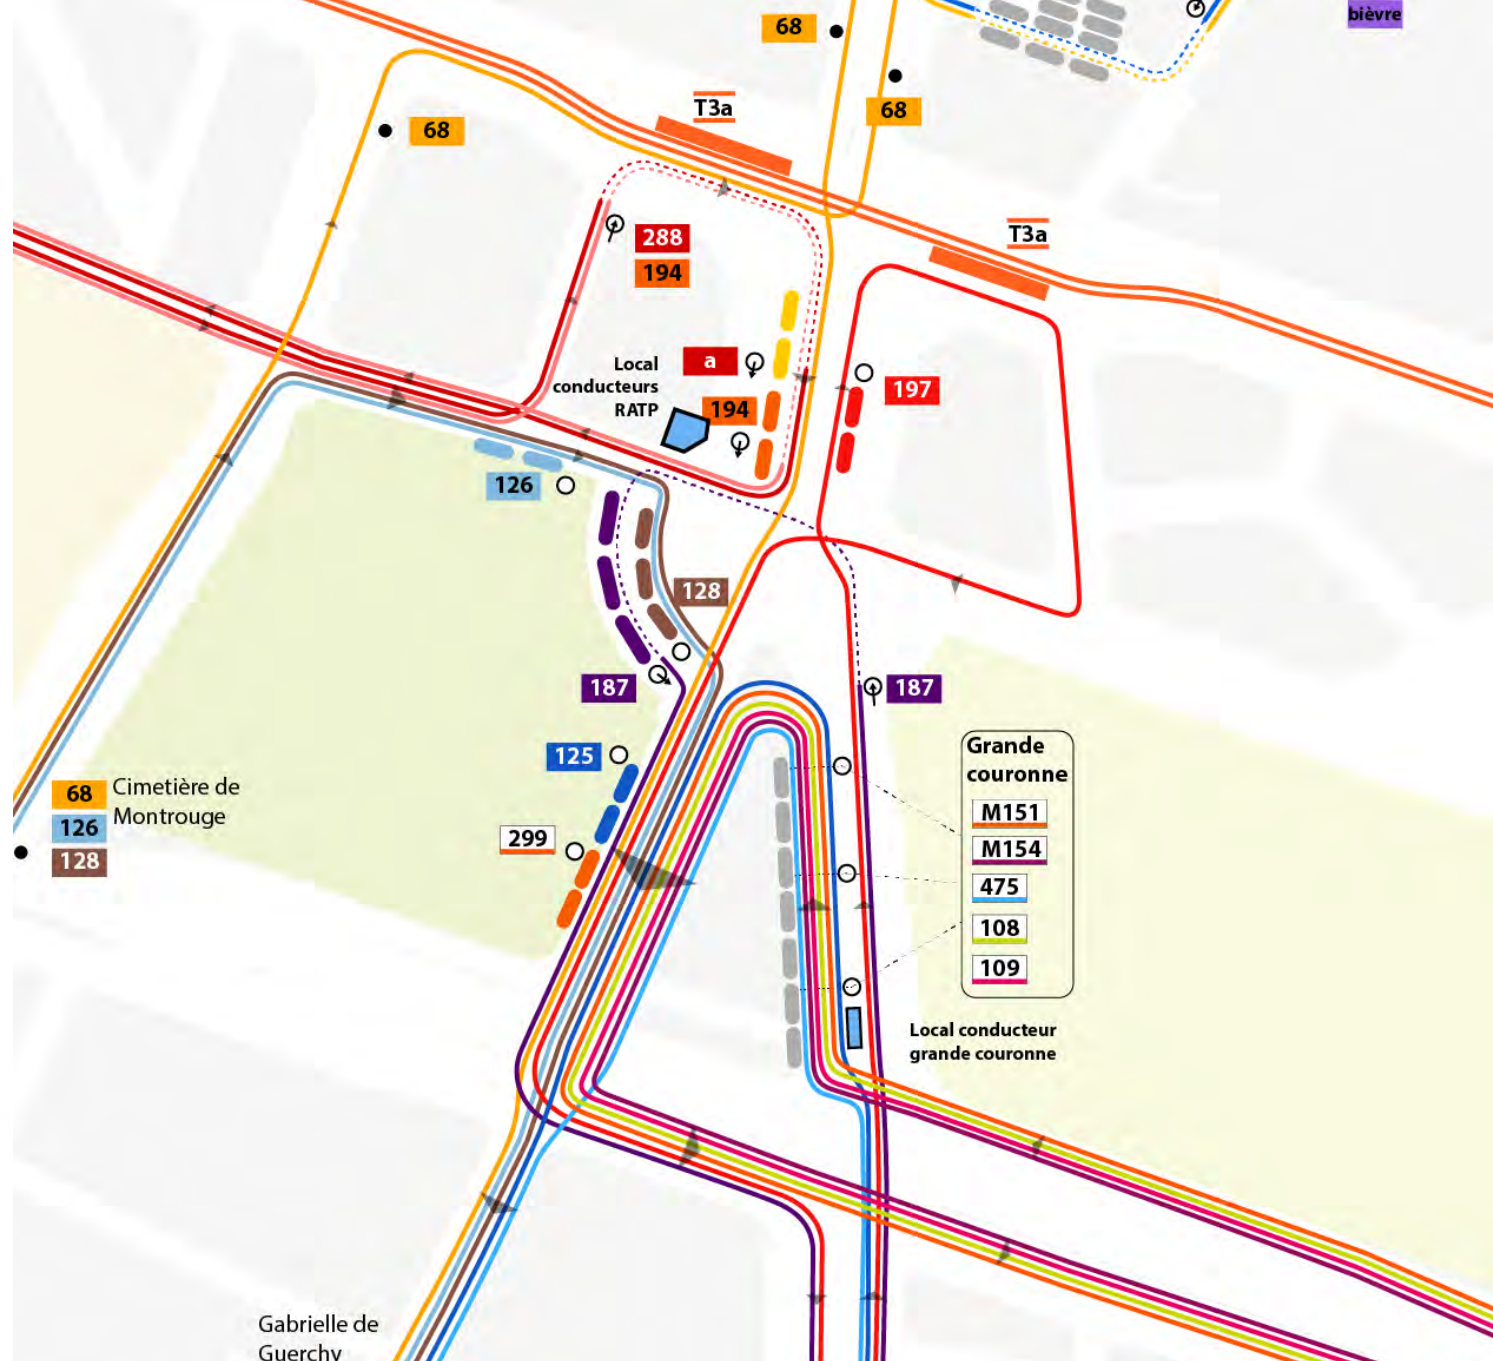 bièvre
68
T3a
68
68
T3a
288
194
Local
conducteurs
RATP
a
194
197
126
128
187
187
125
299
Grande
couronne
M151
M154
475
108
109
68
126
128
Cimetière de
Montrouge
Local conducteur
grande couronne
Gabrielle de
Guerchy